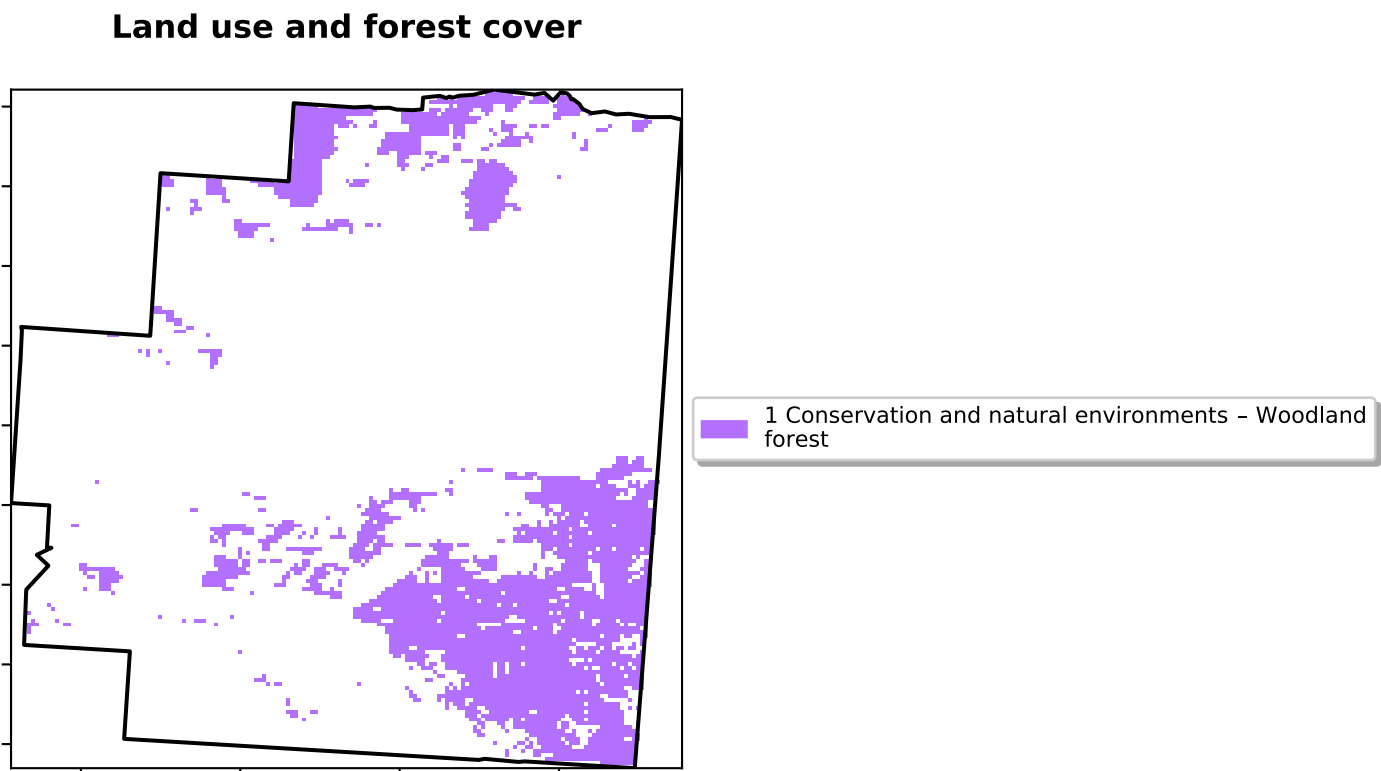 Land use and forest cover
1 Conservation and natural environments – Woodland
forest